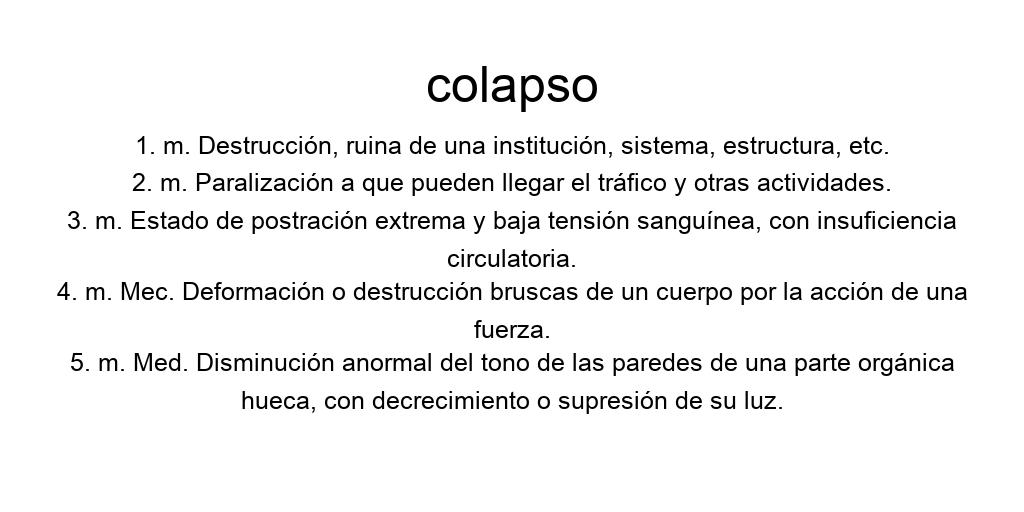 colapso
1. m. Destrucción, ruina de una institución, sistema, estructura, etc.
2. m. Paralización a que pueden llegar el tráfico y otras actividades.
3. m. Estado de postración extrema y baja tensión sanguínea, con insuficiencia
circulatoria.
4. m. Mec. Deformación o destrucción bruscas de un cuerpo por la acción de una
fuerza.
5. m. Med. Disminución anormal del tono de las paredes de una parte orgánica
hueca, con decrecimiento o supresión de su luz.